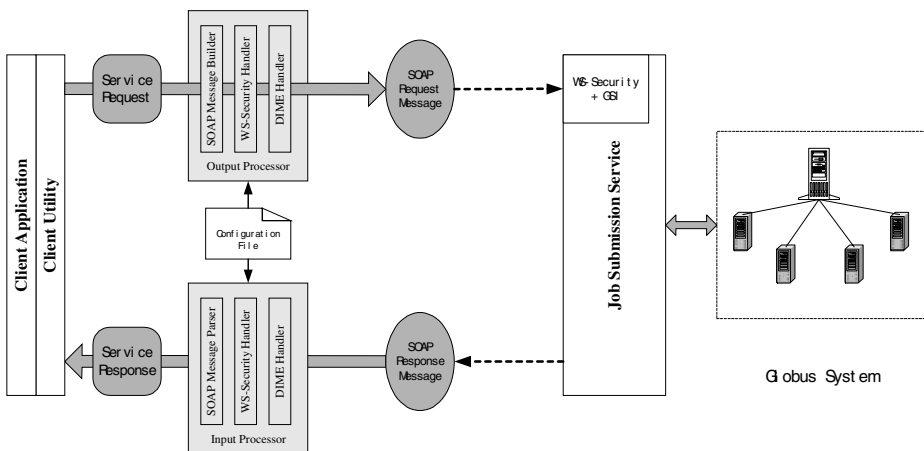 Client Application
Client Utility
Service
Request
SOAP Message Builder
WS-Security Handler
DIME Handler
Output Processor
SOAP
Request
Message
WS-Security
+ GSI
Job Submission Service
Configuration
File
SOAP Message Parser
WS-Security Handler
DIME Handler
Input Processor
Service
Response
SOAP
Response
Message
Globus System